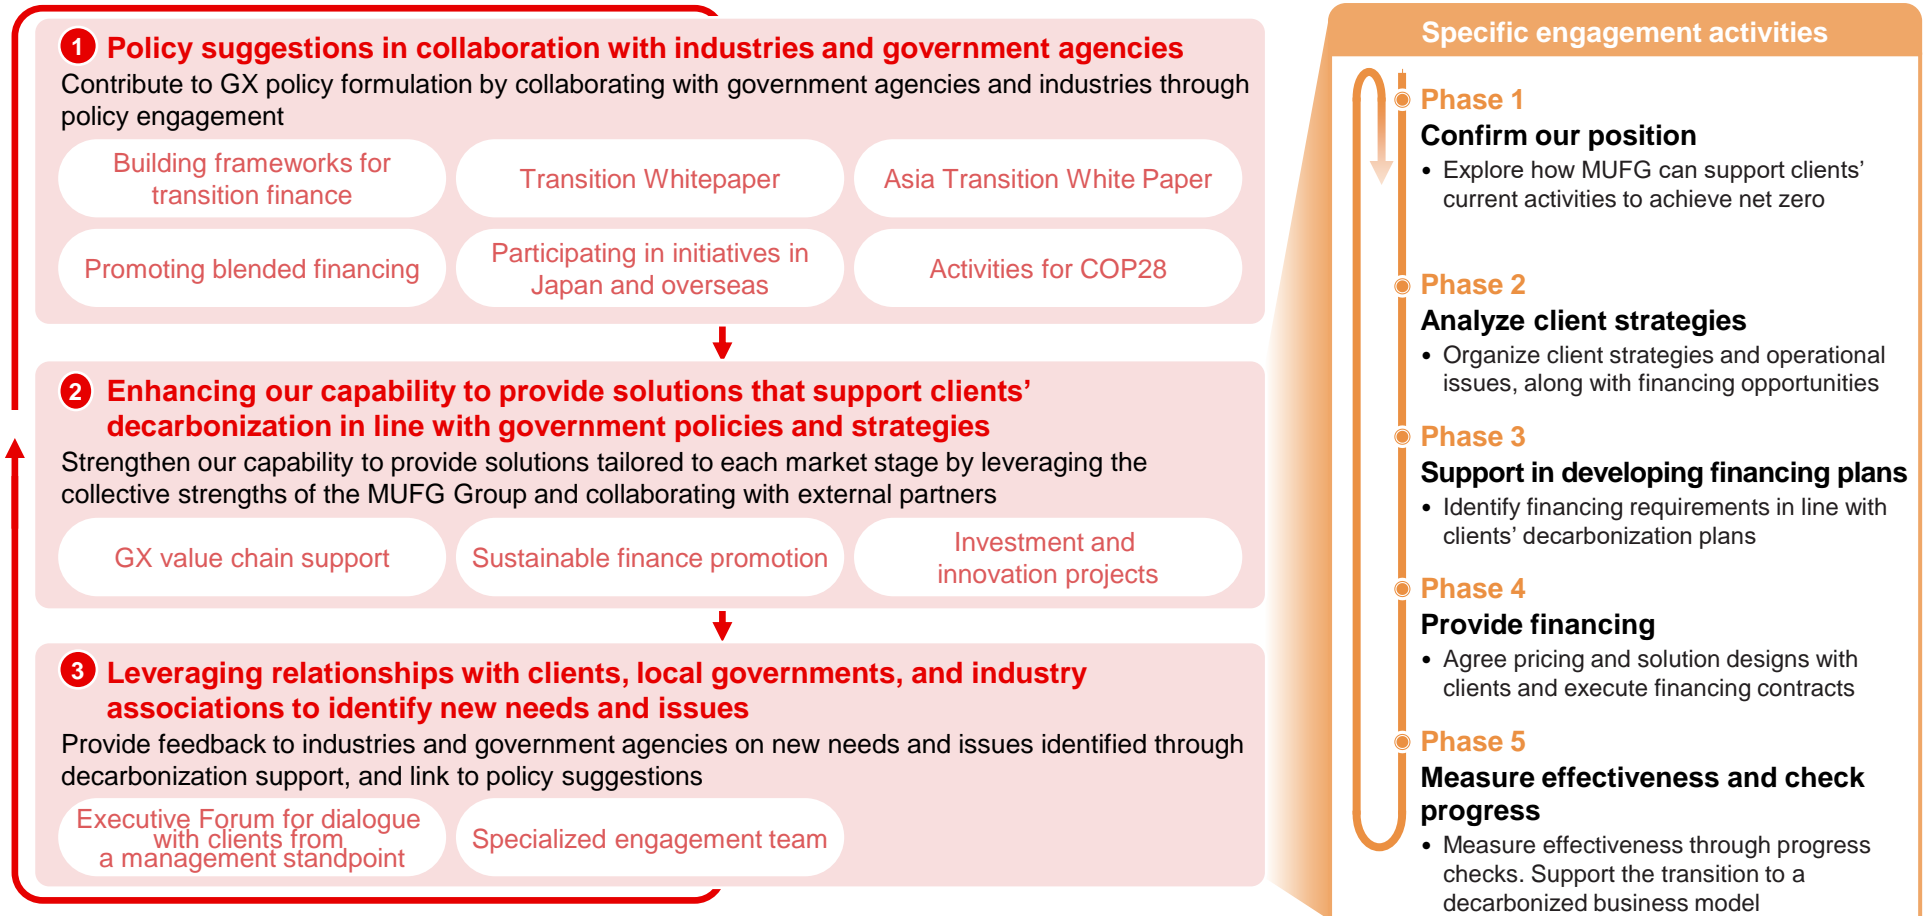 1 Policy suggestions in collaboration with industries and government agencies
Contribute to GX policy formulation by collaborating with government agencies and industries through
policy engagement
Building frameworks for
transition finance
Transition Whitepaper
Asia Transition White Paper
Promoting blended financing
Participating in initiatives in
Japan and overseas
Activities for COP28
2 Enhancing our capability to provide solutions that support clients’
decarbonization in line with government policies and strategies
Strengthen our capability to provide solutions tailored to each market stage by leveraging the
collective strengths of the MUFG Group and collaborating with external partners
GX value chain support
Sustainable finance promotion
Investment and
innovation projects
3 Leveraging relationships with clients, local governments, and industry
associations to identify new needs and issues
Provide feedback to industries and government agencies on new needs and issues identified through
decarbonization support, and link to policy suggestions
Executive Forum for dialogue
with clients from
a management standpoint
Specialized engagement team
Specific engagement activities
Phase 1
Confirm our position
• Explore how MUFG can support clients’
current activities to achieve net zero
Phase 2
Analyze client strategies
• Organize client strategies and operational
issues, along with financing opportunities
Phase 3
Support in developing financing plans
• Identify financing requirements in line with
clients’ decarbonization plans
Phase 4
Provide financing
• Agree pricing and solution designs with
clients and execute financing contracts
Phase 5
Measure effectiveness and check
progress
• Measure effectiveness through progress
checks. Support the transition to a
decarbonized business model